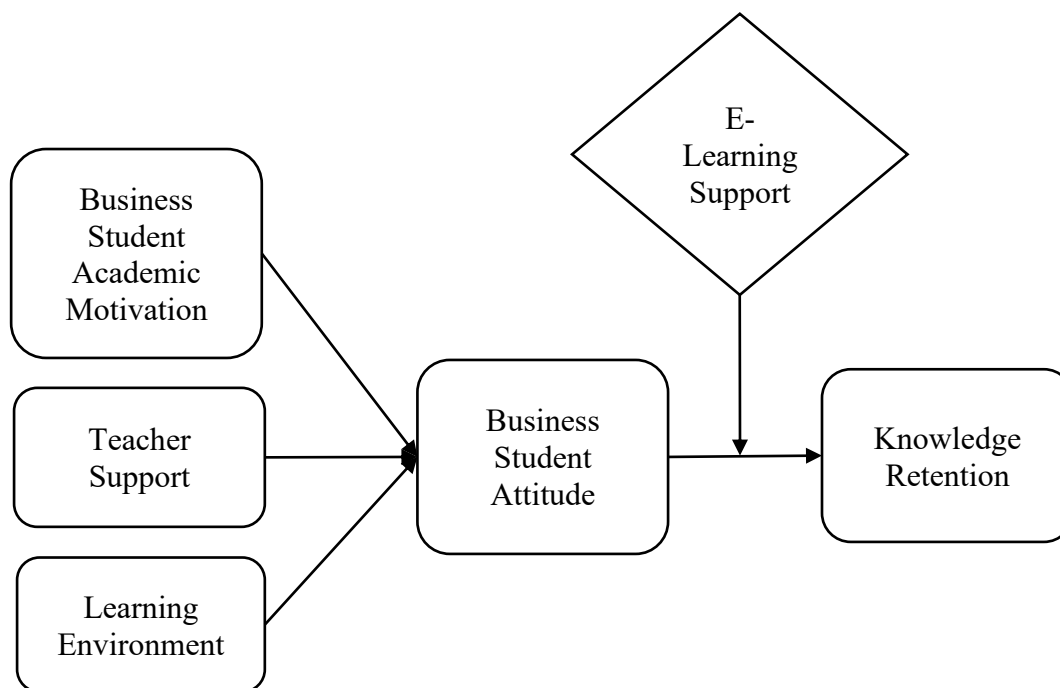 E-
Learning
Support
Business
Student
Academic
Motivation
Teacher
Support
Learning
Environment
Business
Student
Attitude
Knowledge
Retention